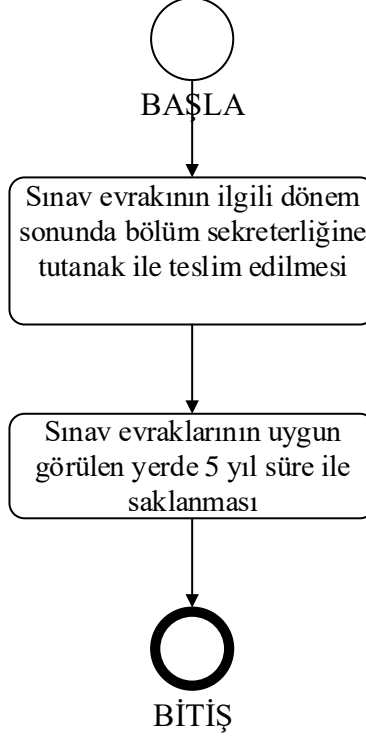 BAŞLA
Sınav evrakının ilgili dönem
sonunda bölüm sekreterliğine
tutanak ile teslim edilmesi
Sınav evraklarının uygun
görülen yerde 5 yıl süre ile
saklanması
BİTİŞ